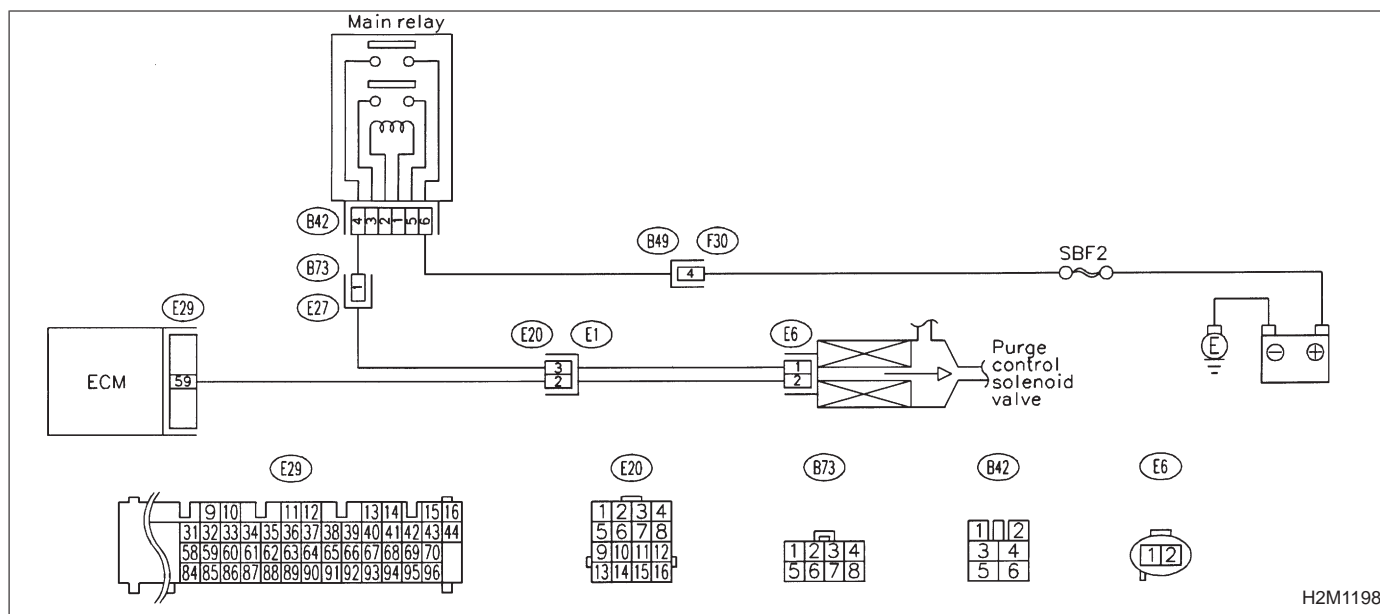 Main relay
B42
4 3 2 1 5 6
B49 F30
4
SBF2
B73
1
E27
E29
E20 E1
E6
ECM
59
3
2
1
2
E
⊖ ⊕
Purge
control
solenoid
valve
E29
E20
B73
B42
E6
9 10 11 12 13 14 15 16
31 32 33 34 35 36 37 38 39 40 41 42 43 44
58 59 60 61 62 63 64 65 66 67 68 69 70
84 85 86 87 88 89 90 91 92 93 94 95 96
1 2 3 4
5 6 7 8
9 10 11 12
13 14 15 16
1 2 3 4
5 6 7 8
1 2
3 4
5 6
1 2
H2M1198